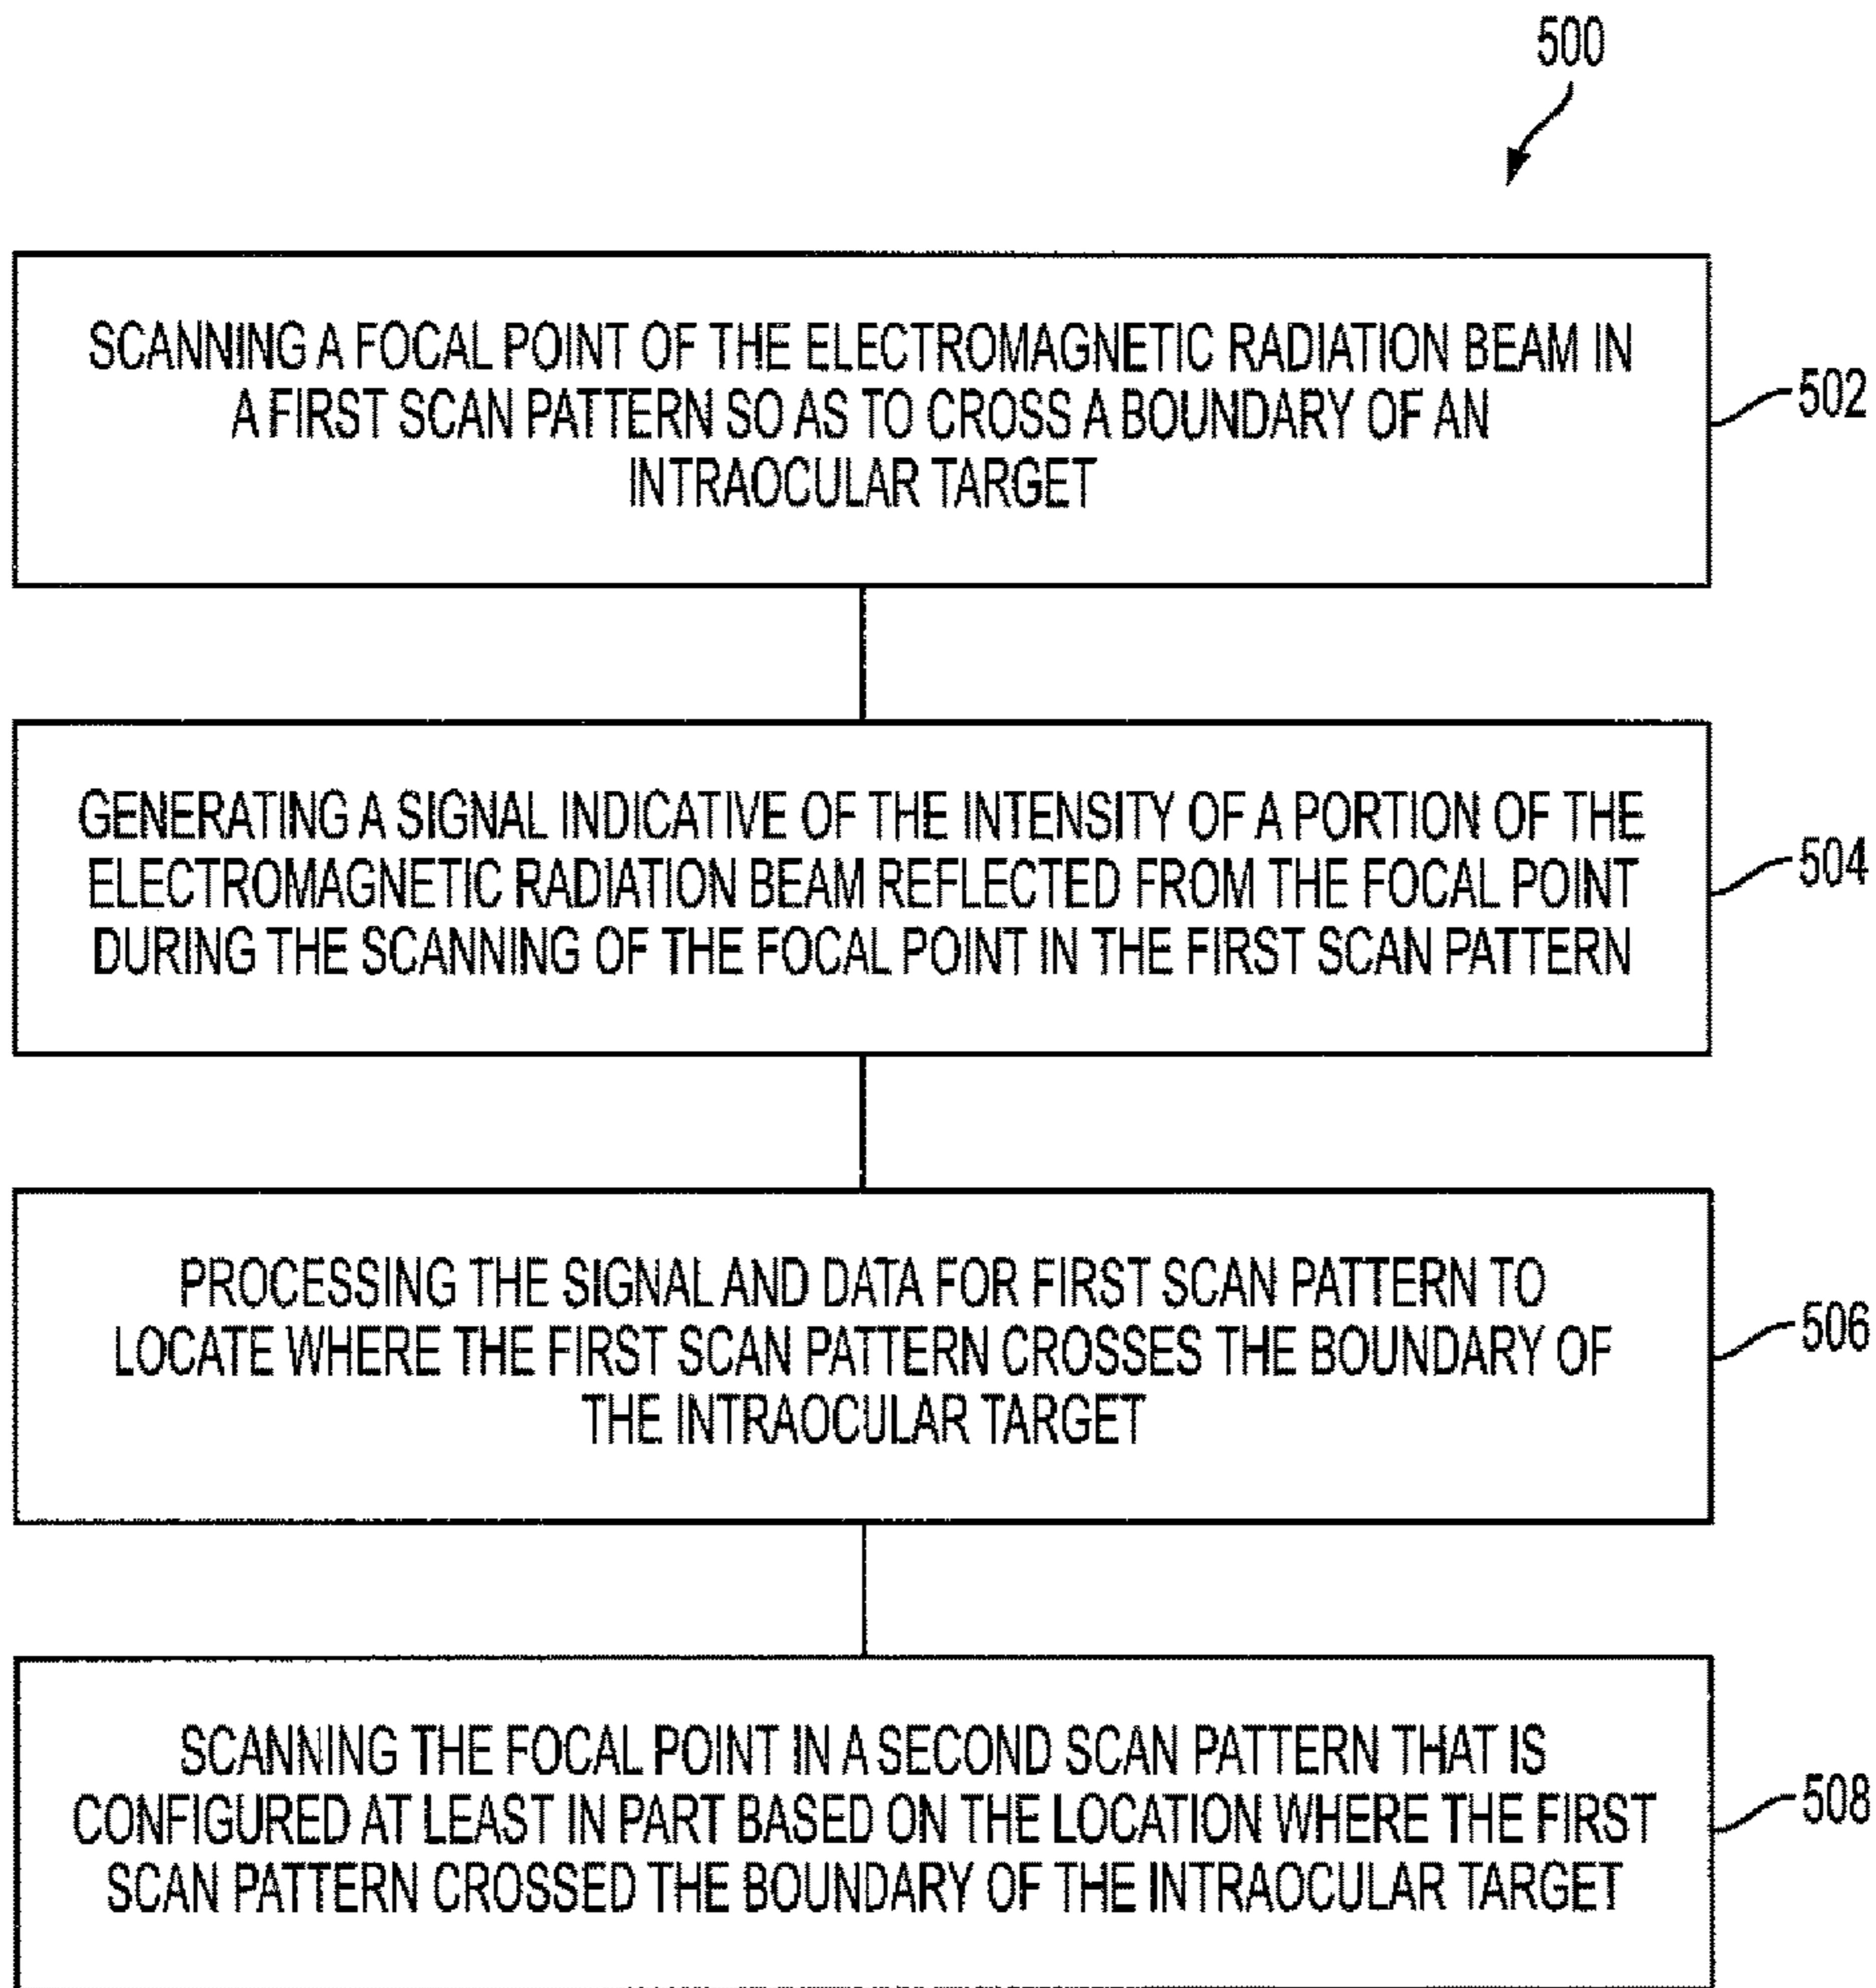 500
SCANNING A FOCAL POINT OF THE ELECTROMAGNETIC RADIATION BEAM IN
A FIRST SCAN PATTERN SO AS TO CROSS A BOUNDARY OF AN
INTRAOCULAR TARGET
502
GENERATING A SIGNAL INDICATIVE OF THE INTENSITY OF A PORTION OF THE
ELECTROMAGNETIC RADIATION BEAM REFLECTED FROM THE FOCAL POINT
DURING THE SCANNING OF THE FOCAL POINT IN THE FIRST SCAN PATTERN
504
PROCESSING THE SIGNAL AND DATA FOR FIRST SCAN PATTERN TO
LOCATE WHERE THE FIRST SCAN PATTERN CROSSES THE BOUNDARY OF
THE INTRAOCULAR TARGET
506
SCANNING THE FOCAL POINT IN A SECOND SCAN PATTERN THAT IS
CONFIGURED AT LEAST IN PART BASED ON THE LOCATION WHERE THE FIRST
SCAN PATTERN CROSSED THE BOUNDARY OF THE INTRAOCULAR TARGET
508